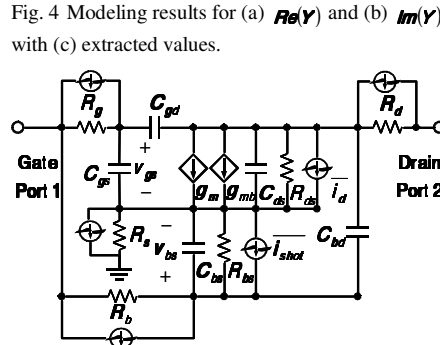 Fig. 4 Modeling results for (a) Re(Y) and (b) Im(Y)
with (c) extracted values.
Rg
Cgd
Rd
Gate
Port 1
Cgs
+
vgs
−
gm
gmb
Cds
Rds
id
Drain
Port 2
Rs
−
vbs
+
Cbs
Rbs
ishot
Cbd
Rb